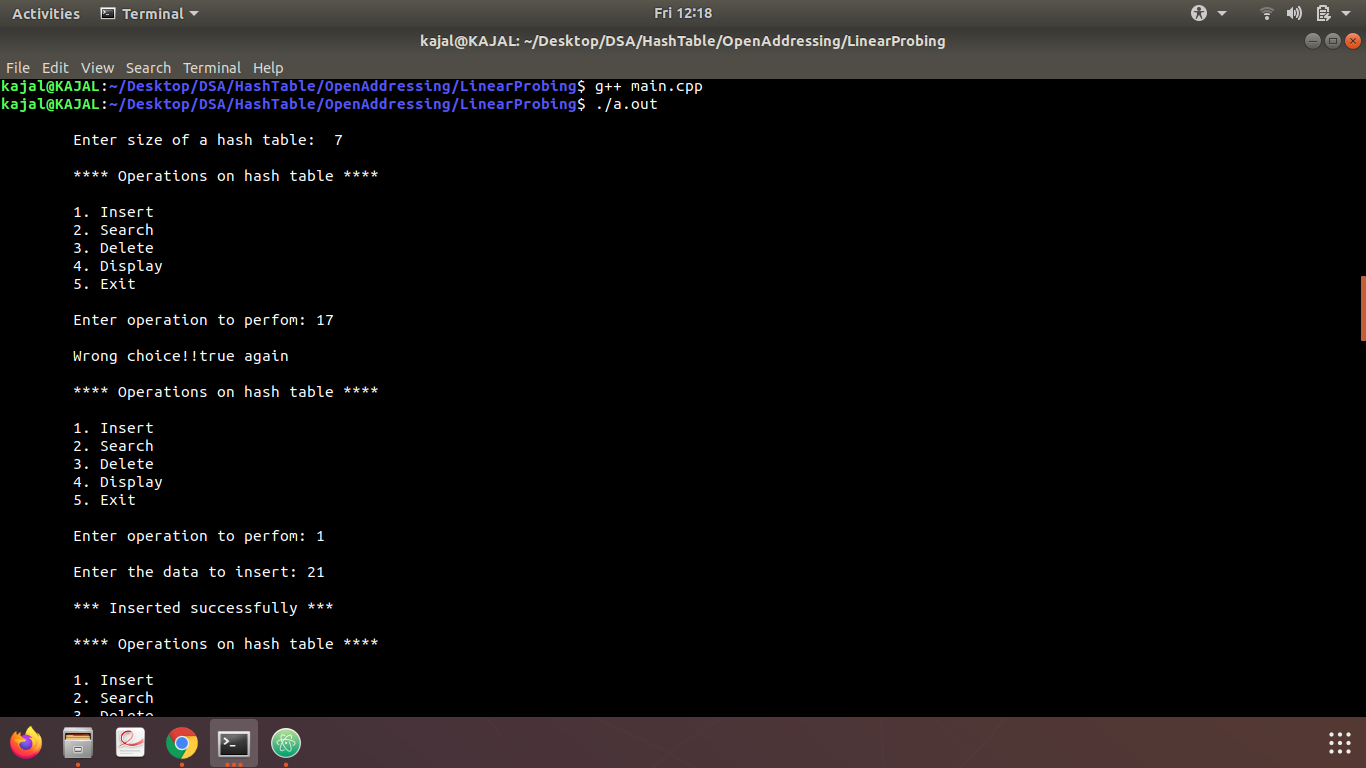 Activities Terminal Fri 12:18
kajal@KAJAL: ~/Desktop/DSA/HashTable/OpenAddressing/LinearProbing
File Edit View Search Terminal Help
kajal@KAJAL:~/Desktop/DSA/HashTable/OpenAddressing/LinearProbing$ g++ main.cpp
kajal@KAJAL:~/Desktop/DSA/HashTable/OpenAddressing/LinearProbing$ ./a.out
Enter size of a hash table:  7
**** Operations on hash table ****
1. Insert
2. Search
3. Delete
4. Display
5. Exit
Enter operation to perfom: 17
Wrong choice!!true again
**** Operations on hash table ****
1. Insert
2. Search
3. Delete
4. Display
5. Exit
Enter operation to perfom: 1
Enter the data to insert: 21
*** Inserted successfully ***
**** Operations on hash table ****
1. Insert
2. Search
3. Delete